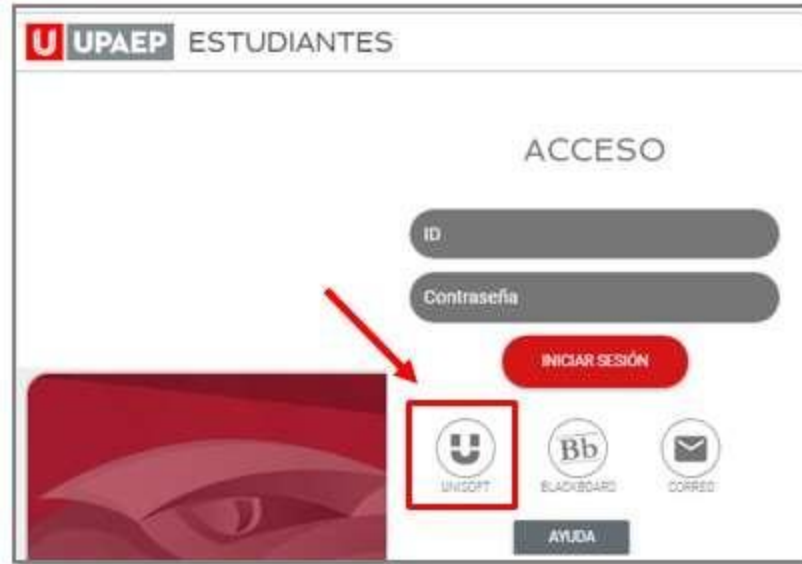 U UPAEP ESTUDIANTES
ACCESO
ID
Contraseña
INICIAR SESIÓN
UNISOFT Bb BLACKBOARD CORREO
AYUDA